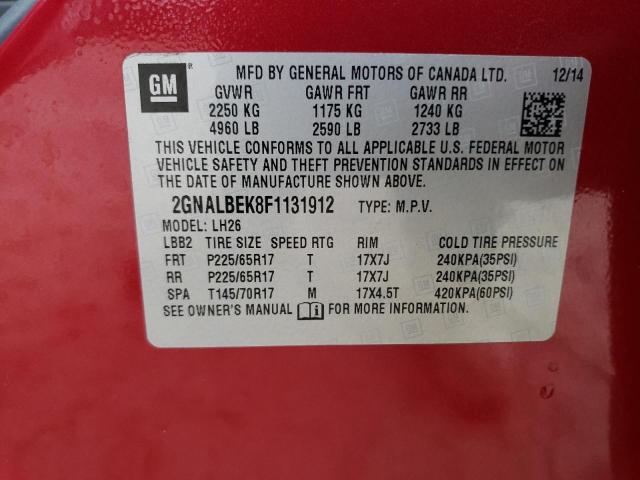 GM
MFD BY GENERAL MOTORS OF CANADA LTD. 12/14
GVWR GAWR FRT GAWR RR
2250 KG 1175 KG 1240 KG
4960 LB 2590 LB 2733 LB
THIS VEHICLE CONFORMS TO ALL APPLICABLE U.S. FEDERAL MOTOR
VEHICLE SAFETY AND THEFT PREVENTION STANDARDS IN EFFECT ON
THE DATE OF MANUFACTURE SHOWN ABOVE.
2GNALBEK8F1131912 TYPE: M.P.V.
MODEL: LH26
LBB2 TIRE SIZE SPEED RTG RIM COLD TIRE PRESSURE
FRT P225/65R17 T 17X7J 240KPA(35PSI)
RR P225/65R17 T 17X7J 240KPA(35PSI)
SPA T145/70R17 M 17X4.5T 420KPA(60PSI)
SEE OWNER'S MANUAL FOR MORE INFORMATION.